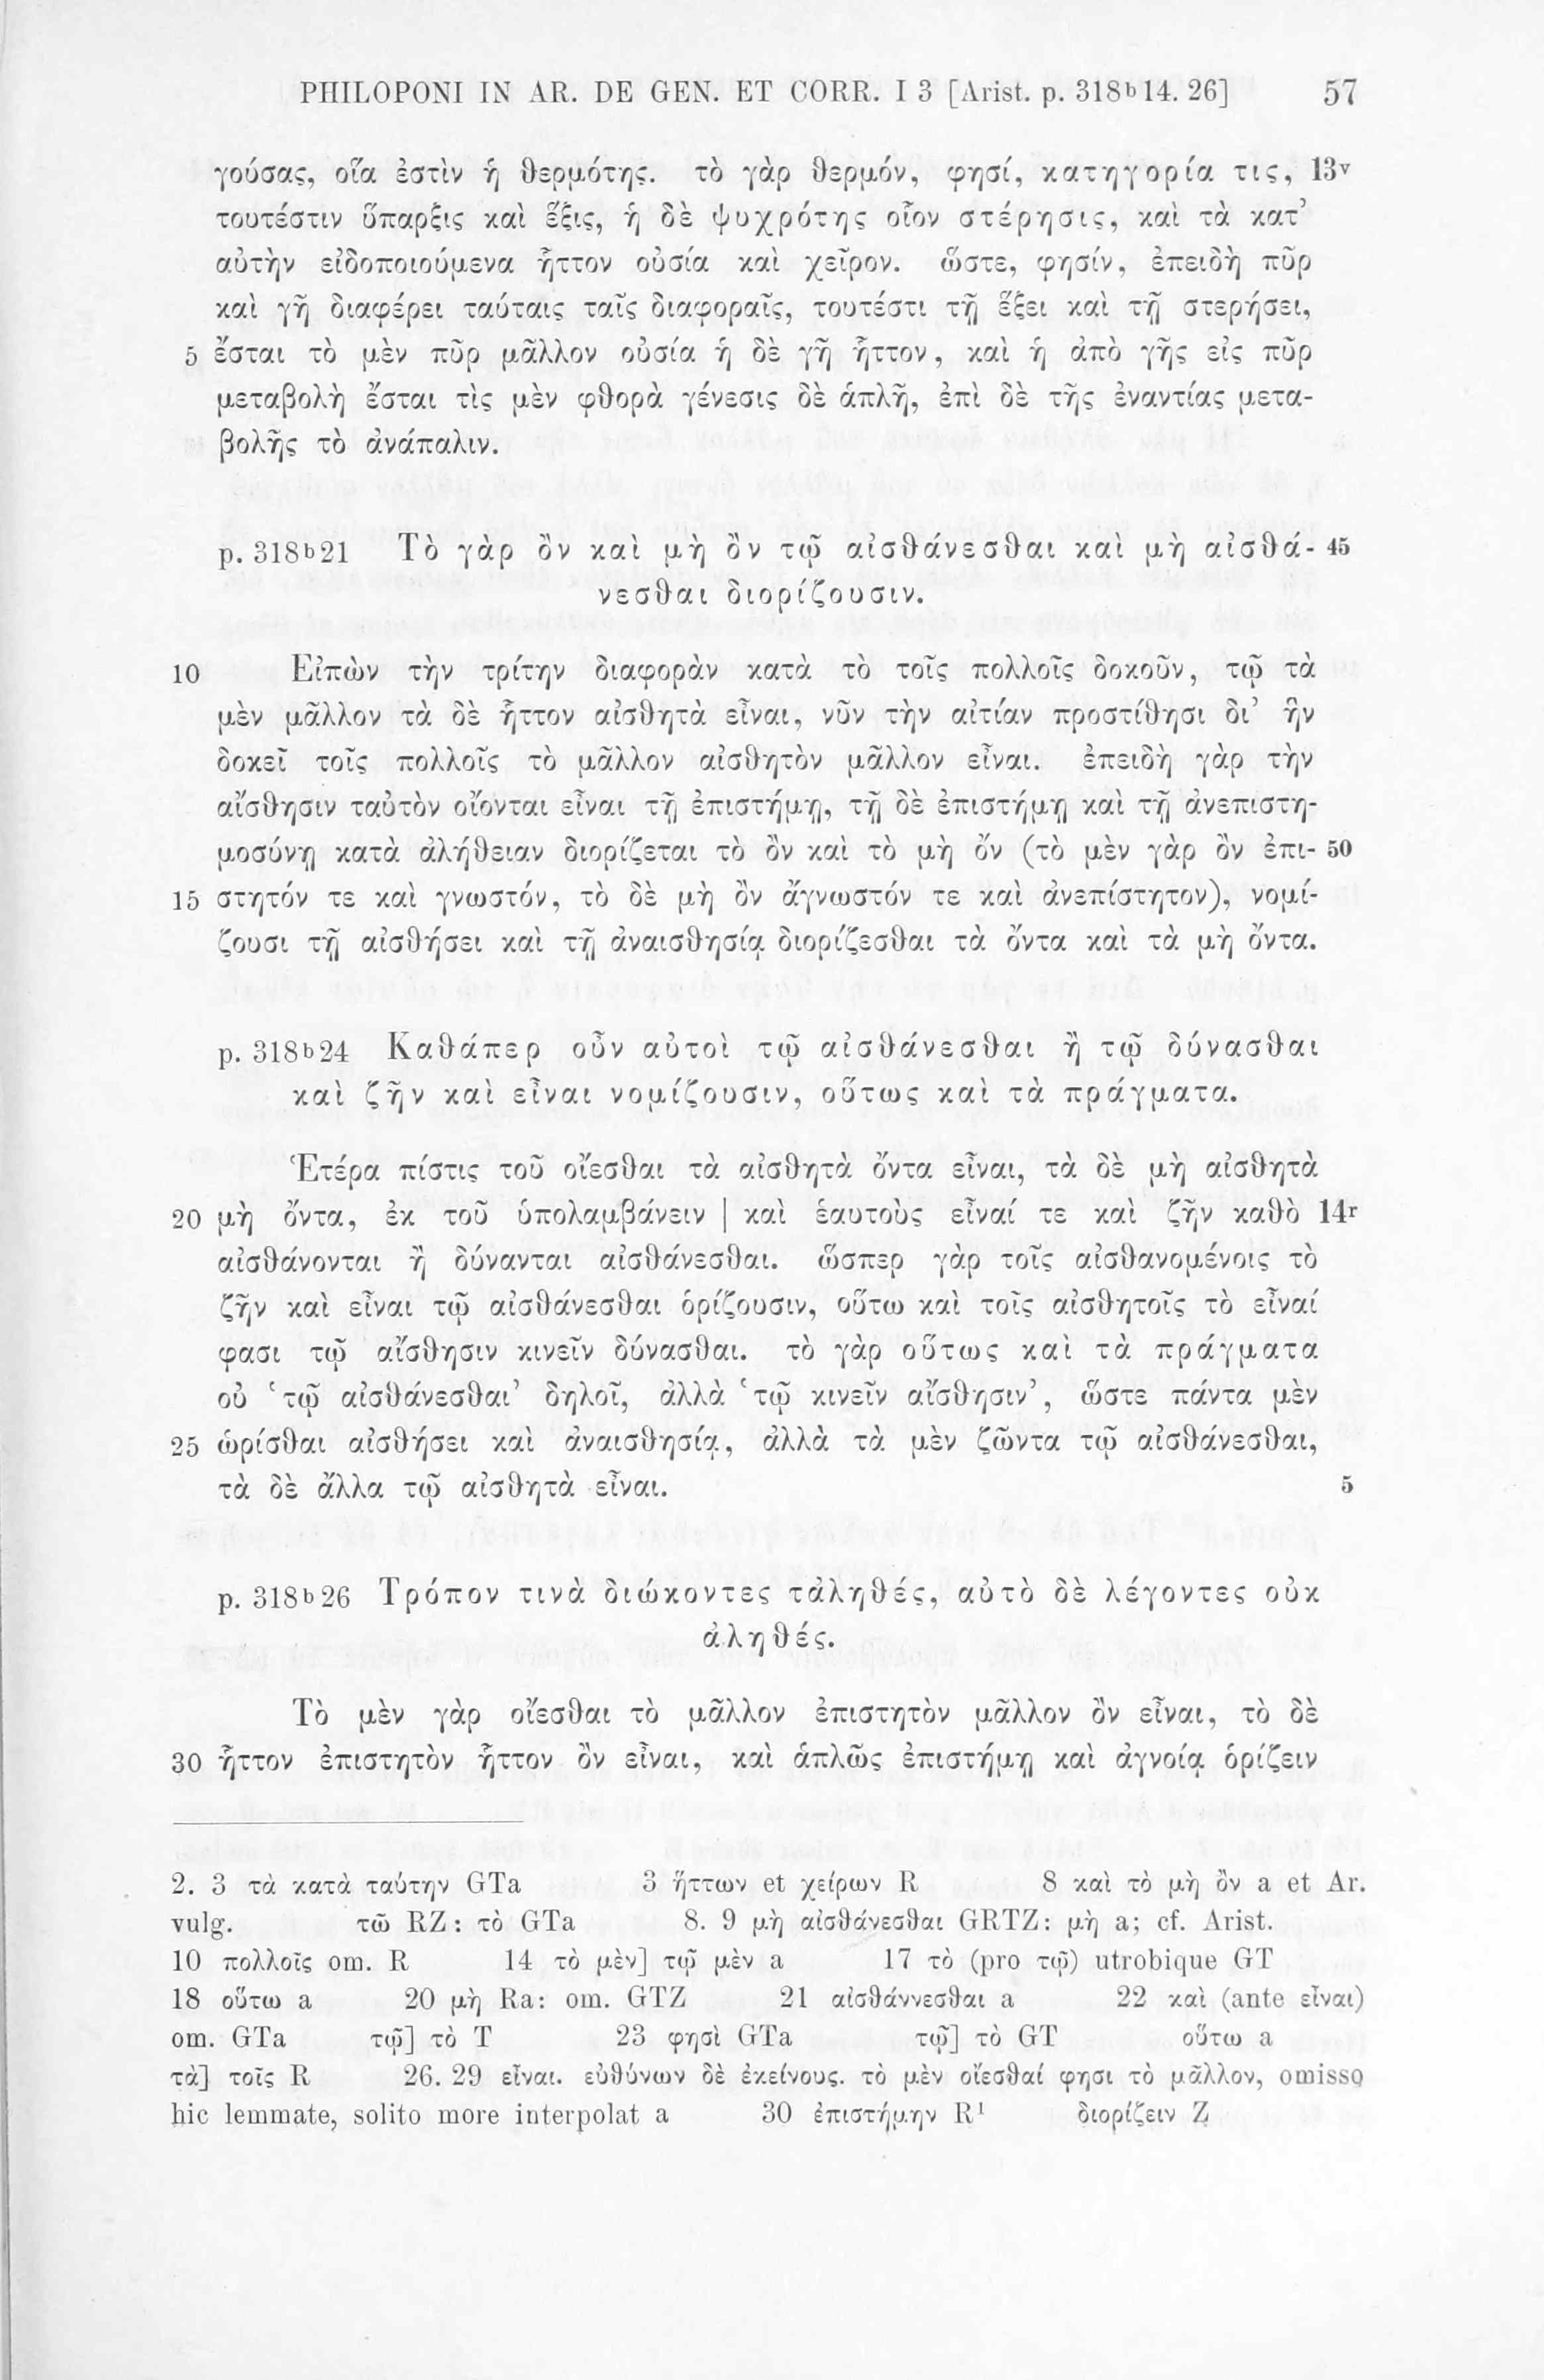 PHILOPONI IN AR. DE GEN. ET CORR. I 3 [Arist. p. 318ᵇ14. 26] 57
γούσας, οἵα ἐστὶν ἡ θερμότης. τὸ γὰρ θερμόν, φησί, κατηγορία τις, 13ᵛ
τουτέστιν ὕπαρξις καὶ ἕξις, ἡ δὲ ψυχρότης οἷον στέρησις, καὶ τὰ κατ’
αὐτὴν εἰδοποιούμενα ἧττον οὐσία καὶ χεῖρον. ὥστε, φησίν, ἐπειδὴ πῦρ
καὶ γῆ διαφέρει ταύταις ταῖς διαφοραῖς, τουτέστι τῇ ἕξει καὶ τῇ στερήσει,
5 ἔσται τὸ μὲν πῦρ μᾶλλον οὐσία ἡ δὲ γῆ ἧττον, καὶ ἡ ἀπὸ γῆς εἰς πῦρ
μεταβολὴ ἔσται τὶς μὲν φθορὰ γένεσις δὲ ἁπλῆ, ἐπὶ δὲ τῆς ἐναντίας μετα-
βολῆς τὸ ἀνάπαλιν.
p. 318ᵇ21 Τὸ γὰρ ὂν καὶ μὴ ὂν τῷ αἰσθάνεσθαι καὶ μὴ αἰσθά- 45
νεσθαι διορίζουσιν.
10 Εἰπὼν τὴν τρίτην διαφορὰν κατὰ τὸ τοῖς πολλοῖς δοκοῦν, τῷ τὰ
μὲν μᾶλλον τὰ δὲ ἧττον αἰσθητὰ εἶναι, νῦν τὴν αἰτίαν προστίθησι δι’ ἣν
δοκεῖ τοῖς πολλοῖς τὸ μᾶλλον αἰσθητὸν μᾶλλον εἶναι. ἐπειδὴ γὰρ τὴν
αἴσθησιν ταὐτὸν οἴονται εἶναι τῇ ἐπιστήμῃ, τῇ δὲ ἐπιστήμῃ καὶ τῇ ἀνεπιστη-
μοσύνῃ κατὰ ἀλήθειαν διορίζεται τὸ ὂν καὶ τὸ μὴ ὄν (τὸ μὲν γὰρ ὂν ἐπι- 50
15 στητόν τε καὶ γνωστόν, τὸ δὲ μὴ ὂν ἄγνωστόν τε καὶ ἀνεπίστητον), νομί-
ζουσι τῇ αἰσθήσει καὶ τῇ ἀναισθησίᾳ διορίζεσθαι τὰ ὄντα καὶ τὰ μὴ ὄντα.
p. 318ᵇ24 Καθάπερ οὖν αὐτοὶ τῷ αἰσθάνεσθαι ἢ τῷ δύνασθαι
καὶ ζῆν καὶ εἶναι νομίζουσιν, οὕτως καὶ τὰ πράγματα.
Ἑτέρα πίστις τοῦ οἴεσθαι τὰ αἰσθητὰ ὄντα εἶναι, τὰ δὲ μὴ αἰσθητὰ
20 μὴ ὄντα, ἐκ τοῦ ὑπολαμβάνειν | καὶ ἑαυτοὺς εἶναί τε καὶ ζῆν καθὸ 14ʳ
αἰσθάνονται ἢ δύνανται αἰσθάνεσθαι. ὥσπερ γὰρ τοῖς αἰσθανομένοις τὸ
ζῆν καὶ εἶναι τῷ αἰσθάνεσθαι ὁρίζουσιν, οὕτω καὶ τοῖς αἰσθητοῖς τὸ εἶναί
φασι τῷ αἴσθησιν κινεῖν δύνασθαι. τὸ γὰρ οὕτως καὶ τὰ πράγματα
οὐ ‘τῷ αἰσθάνεσθαι’ δηλοῖ, ἀλλὰ ‘τῷ κινεῖν αἴσθησιν’, ὥστε πάντα μὲν
25 ὡρίσθαι αἰσθήσει καὶ ἀναισθησίᾳ, ἀλλὰ τὰ μὲν ζῶντα τῷ αἰσθάνεσθαι,
τὰ δὲ ἄλλα τῷ αἰσθητὰ εἶναι. 5
p. 318ᵇ26 Τρόπον τινὰ διώκοντες τἀληθές, αὐτὸ δὲ λέγοντες οὐκ
ἀληθές.
Τὸ μὲν γὰρ οἴεσθαι τὸ μᾶλλον ἐπιστητὸν μᾶλλον ὂν εἶναι, τὸ δὲ
30 ἧττον ἐπιστητὸν ἧττον ὂν εἶναι, καὶ ἁπλῶς ἐπιστήμῃ καὶ ἀγνοίᾳ ὁρίζειν
2. 3 τὰ κατὰ ταύτην GTa 3 ἥττων et χείρων R 8 καὶ τὸ μὴ ὂν a et Ar.
vulg. τῶ RZ: τὸ GTa 8. 9 μὴ αἰσθάνεσθαι GRTZ: μὴ a; cf. Arist.
10 πολλοῖς om. R 14 τὸ μὲν] τῷ μὲν a 17 τὸ (pro τῷ) utrobique GT
18 οὕτω a 20 μὴ Ra: om. GTZ 21 αἰσθάννεσθαι a 22 καὶ (ante εἶναι)
om. GTa τῷ] τὸ T 23 φησὶ GTa τῷ] τὸ GT οὕτω a
τὰ] τοῖς R 26. 29 εἶναι. εὐθύνων δὲ ἐκείνους. τὸ μὲν οἴεσθαί φησι τὸ μᾶλλον, omisso
hic lemmate, solito more interpolat a 30 ἐπιστήμην R¹ διορίζειν Z